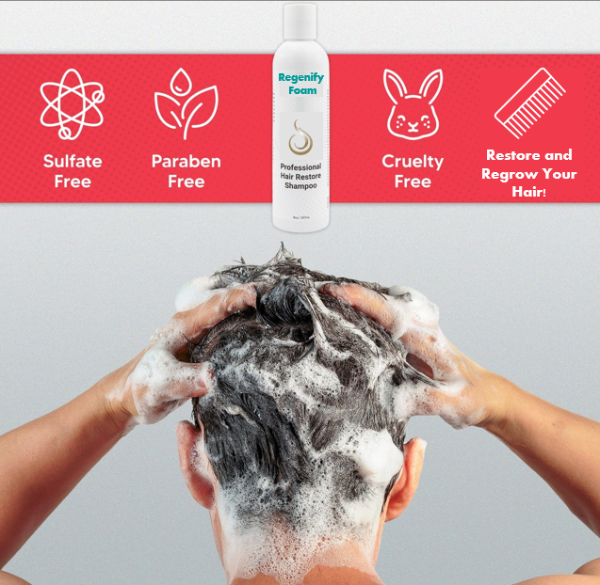 Regenify
Foam
Professional
Hair Restore
Shampoo
Sulfate
Free
Paraben
Free
Cruelty
Free
Restore and
Regrow Your
Hair!